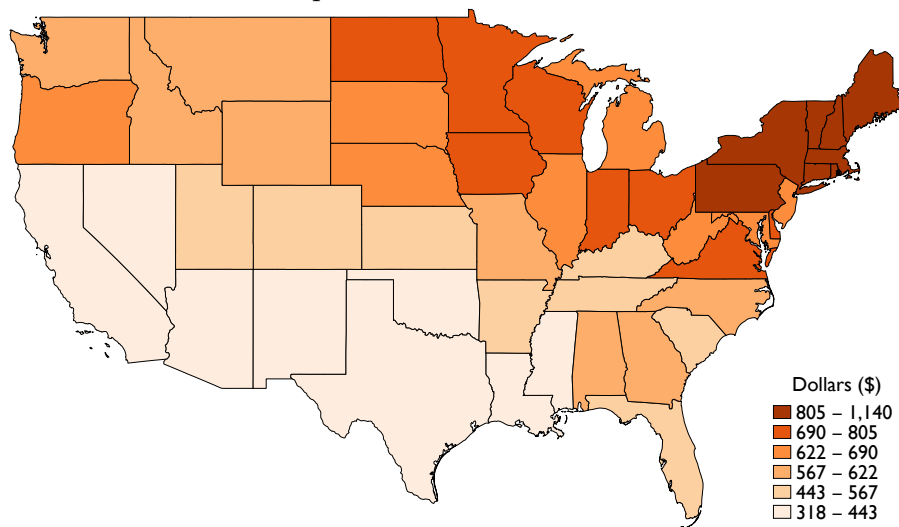 Dollars ($)
805 – 1,140
690 – 805
622 – 690
567 – 622
443 – 567
318 – 443